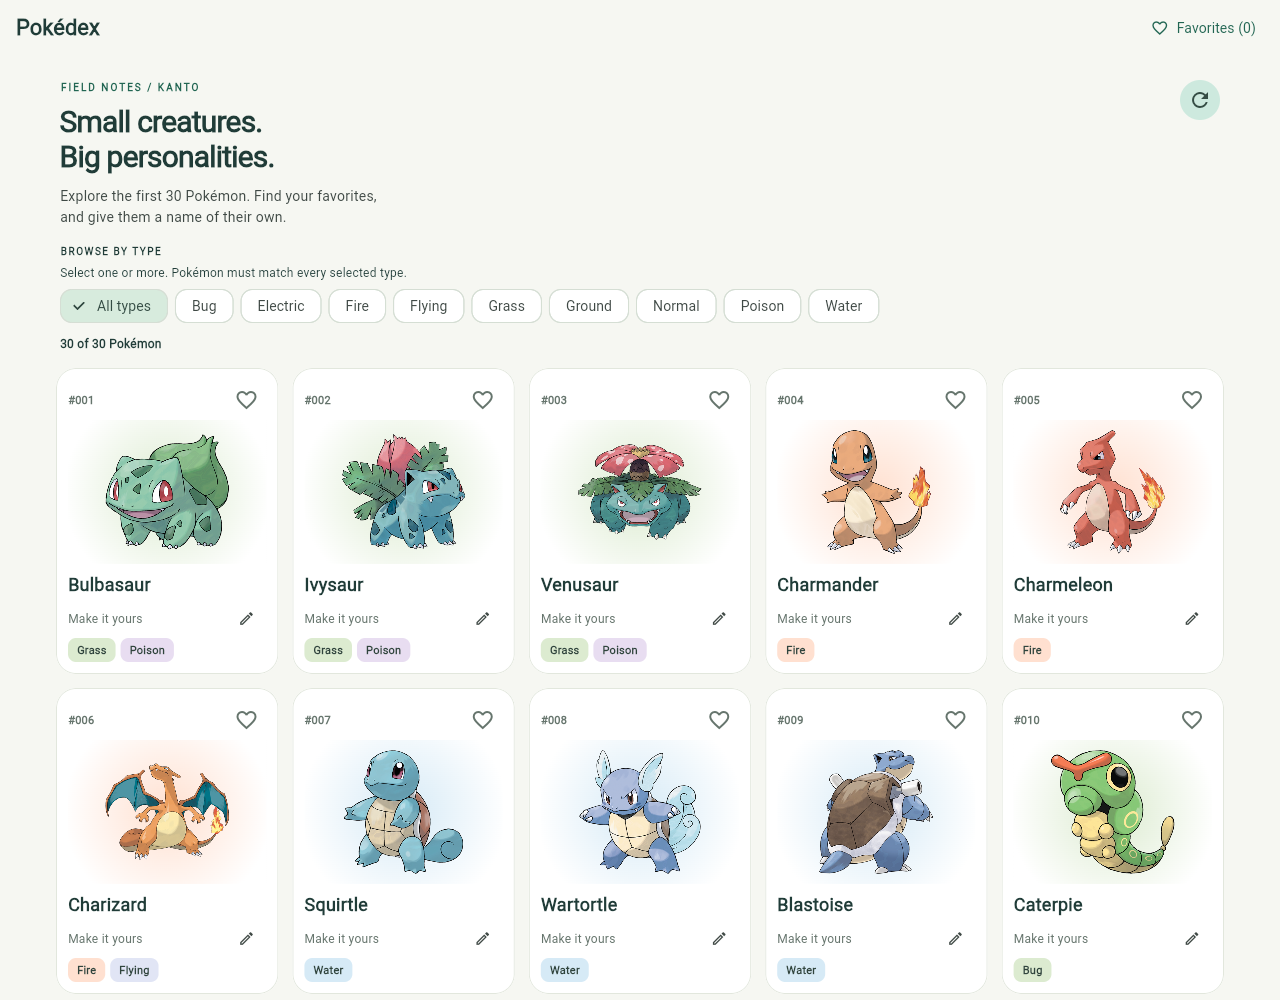 Pokédex
Favorites (0)
FIELD NOTES / KANTO
Small creatures.
Big personalities.
Explore the first 30 Pokémon. Find your favorites,
and give them a name of their own.
BROWSE BY TYPE
Select one or more. Pokémon must match every selected type.
All types Bug Electric Fire Flying Grass Ground Normal Poison Water
30 of 30 Pokémon
#001 #002 #003 #004 #005
Bulbasaur Ivysaur Venusaur Charmander Charmeleon
Make it yours Make it yours Make it yours Make it yours Make it yours
Grass Poison Grass Poison Grass Poison Fire Fire
#006 #007 #008 #009 #010
Charizard Squirtle Wartortle Blastoise Caterpie
Make it yours Make it yours Make it yours Make it yours Make it yours
Fire Flying Water Water Water Bug